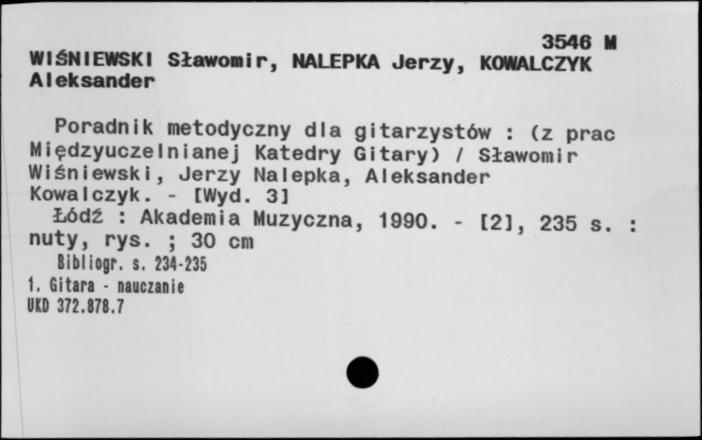 3546 M
WIŚNIEWSKI Sławomir, NALEPKA Jerzy, KOWALCZYK
Aleksander
Poradnik metodyczny dla gitarzystów : (z prac
Międzyuczelnianej Katedry Gitary) / Sławomir
Wiśniewski, Jerzy Nalepka, Aleksander
Kowalczyk. - [Wyd. 3]
Łódź : Akademia Muzyczna, 1990. - [2], 235 s. :
nuty, rys. ; 30 cm
Bibliogr. s. 234-235
1. Gitara - nauczanie
UKD 372.878.7